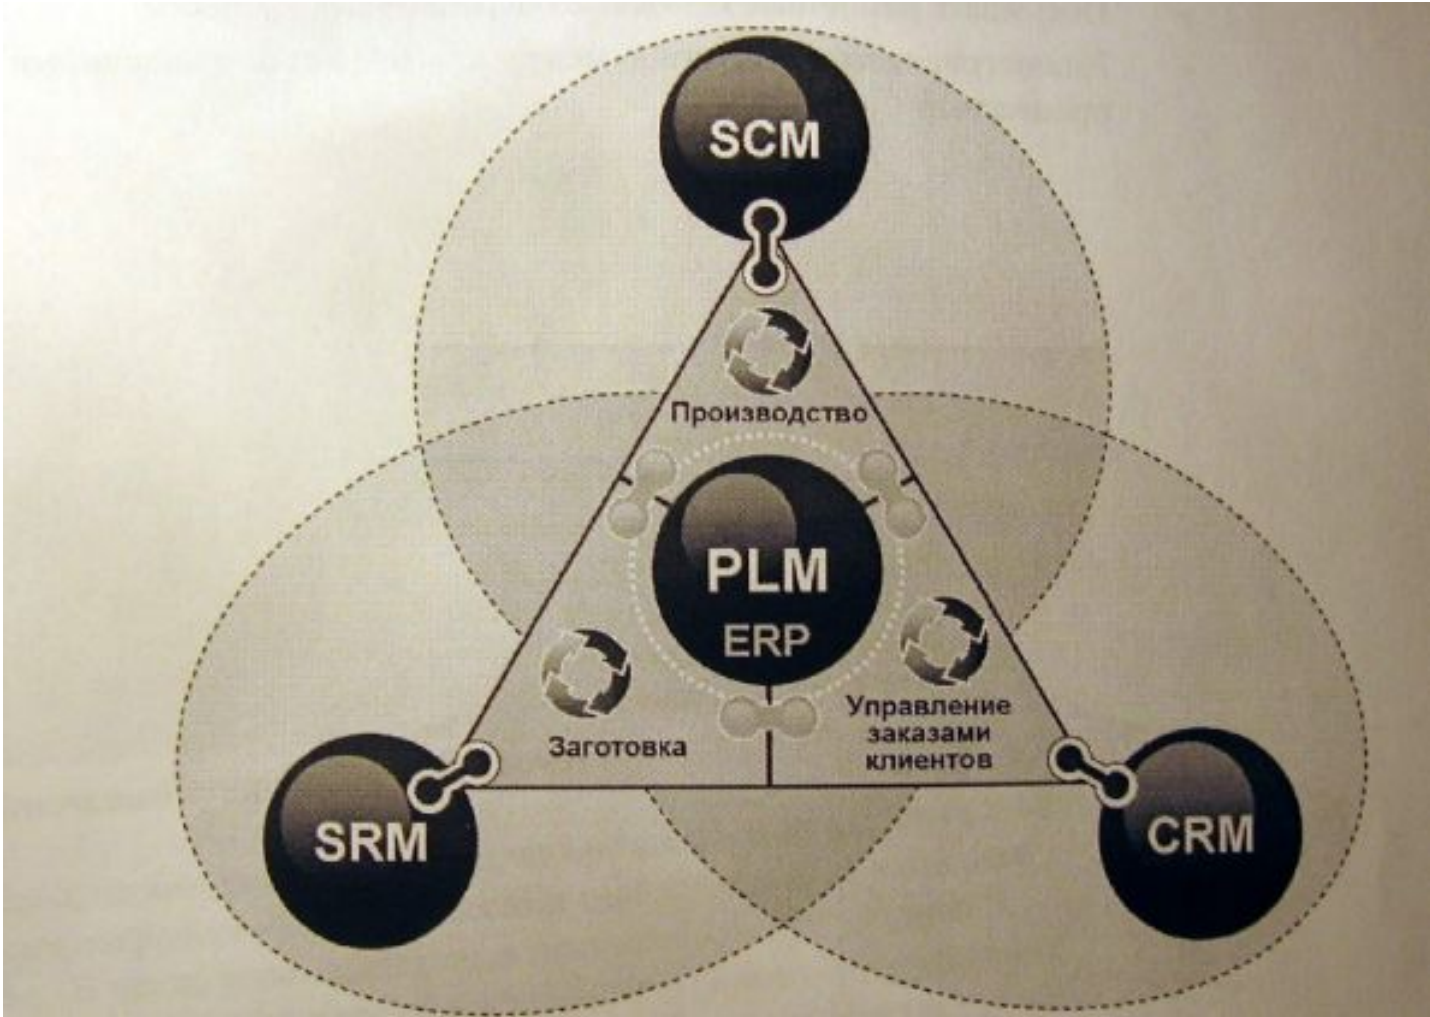 SCM
Производство
PLM
ERP
Управление
заказами
клиентов
Заготовка
SRM
CRM